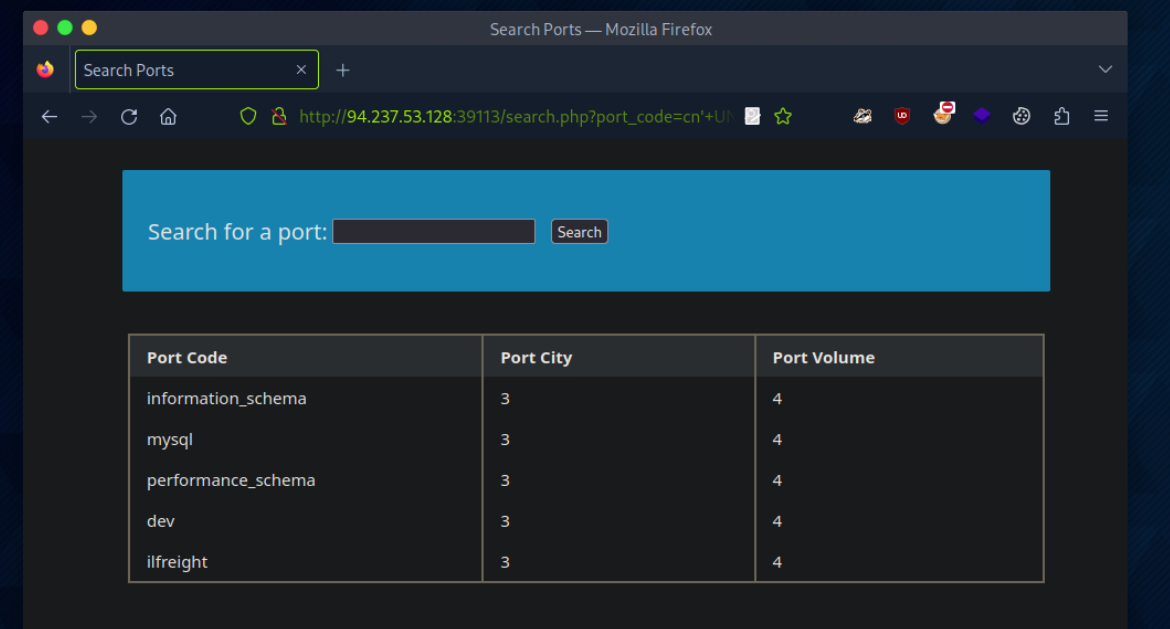 Search Ports — Mozilla Firefox
Search Ports
http://94.237.53.128:39113/search.php?port_code=cn'+UN
Search for a port: Search
Port Code Port City Port Volume
information_schema 3 4
mysql 3 4
performance_schema 3 4
dev 3 4
ilfreight 3 4